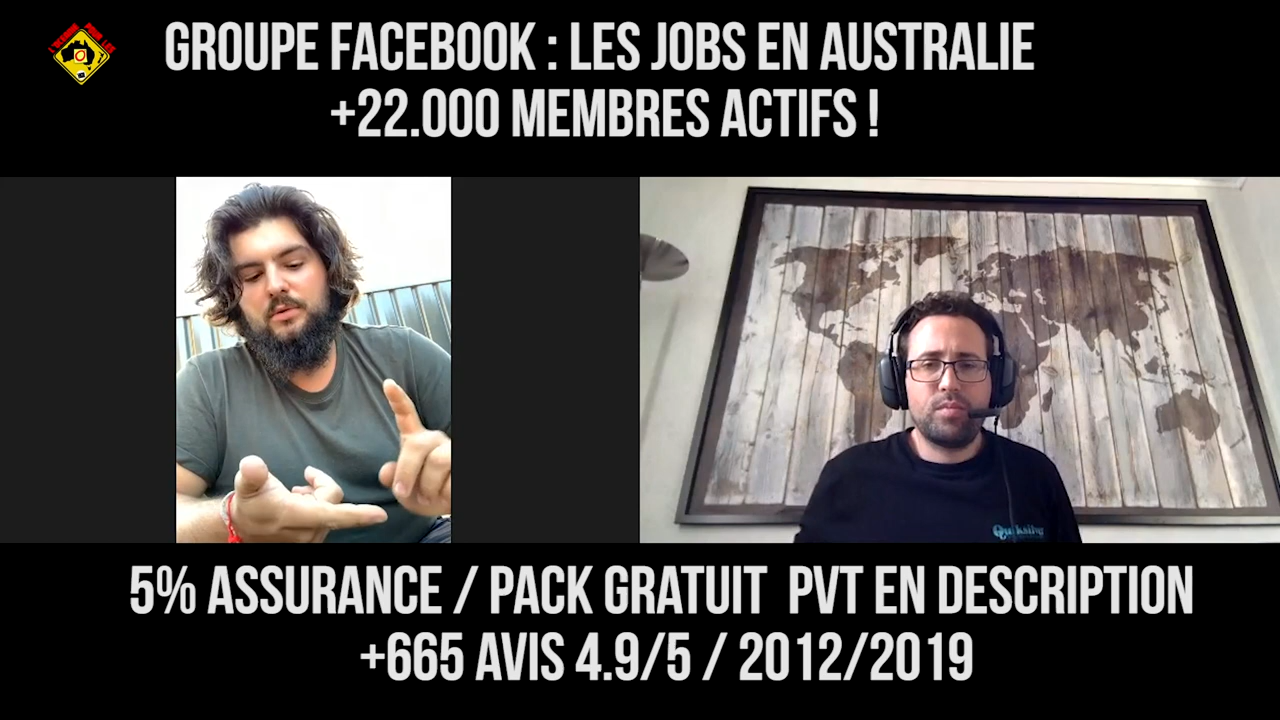 GROUPE FACEBOOK : LES JOBS EN AUSTRALIE
+22.000 MEMBRES ACTIFS !
5% ASSURANCE / PACK GRATUIT PVT EN DESCRIPTION
+665 AVIS 4.9/5 / 2012/2019